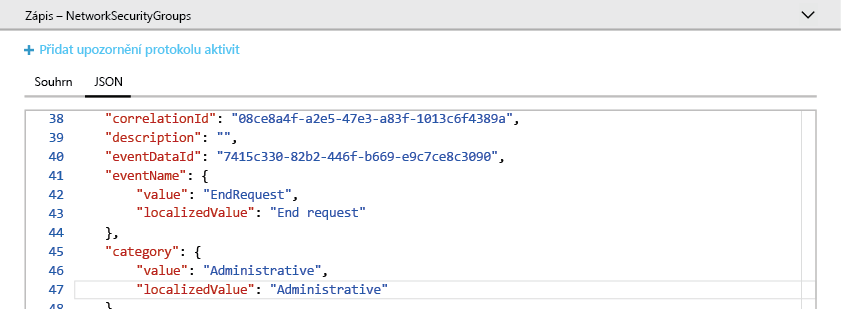 Zápis – NetworkSecurityGroups
+ Přidat upozornění protokolu aktivit
Souhrn JSON
38 "correlationId": "08ce8a4f-a2e5-47e3-a83f-1013c6f4389a",
39 "description": "",
40 "eventDataId": "7415c330-82b2-446f-b669-e9c7ce8c3090",
41 "eventName": {
42 "value": "EndRequest",
43 "localizedValue": "End request"
44 },
45 "category": {
46 "value": "Administrative",
47 "localizedValue": "Administrative"
48 }